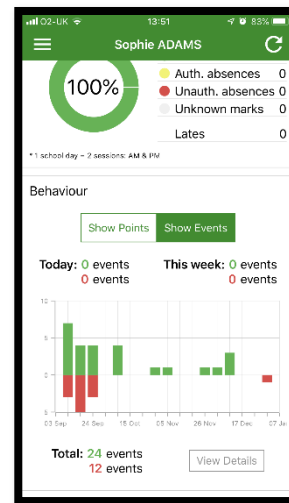 O2-UK 13:51 83%
Sophie ADAMS
100%
Auth. absences 0
Unauth. absences 0
Unknown marks 0
Lates 0
* 1 school day = 2 sessions: AM & PM
Behaviour
Show Points Show Events
Today: 0 events This week: 0 events
0 events 0 events
10
5
5
03 Sep 24 Sep 15 Oct 05 Nov 26 Nov 17 Dec 07 Ja
Total: 24 events
12 events
View Details